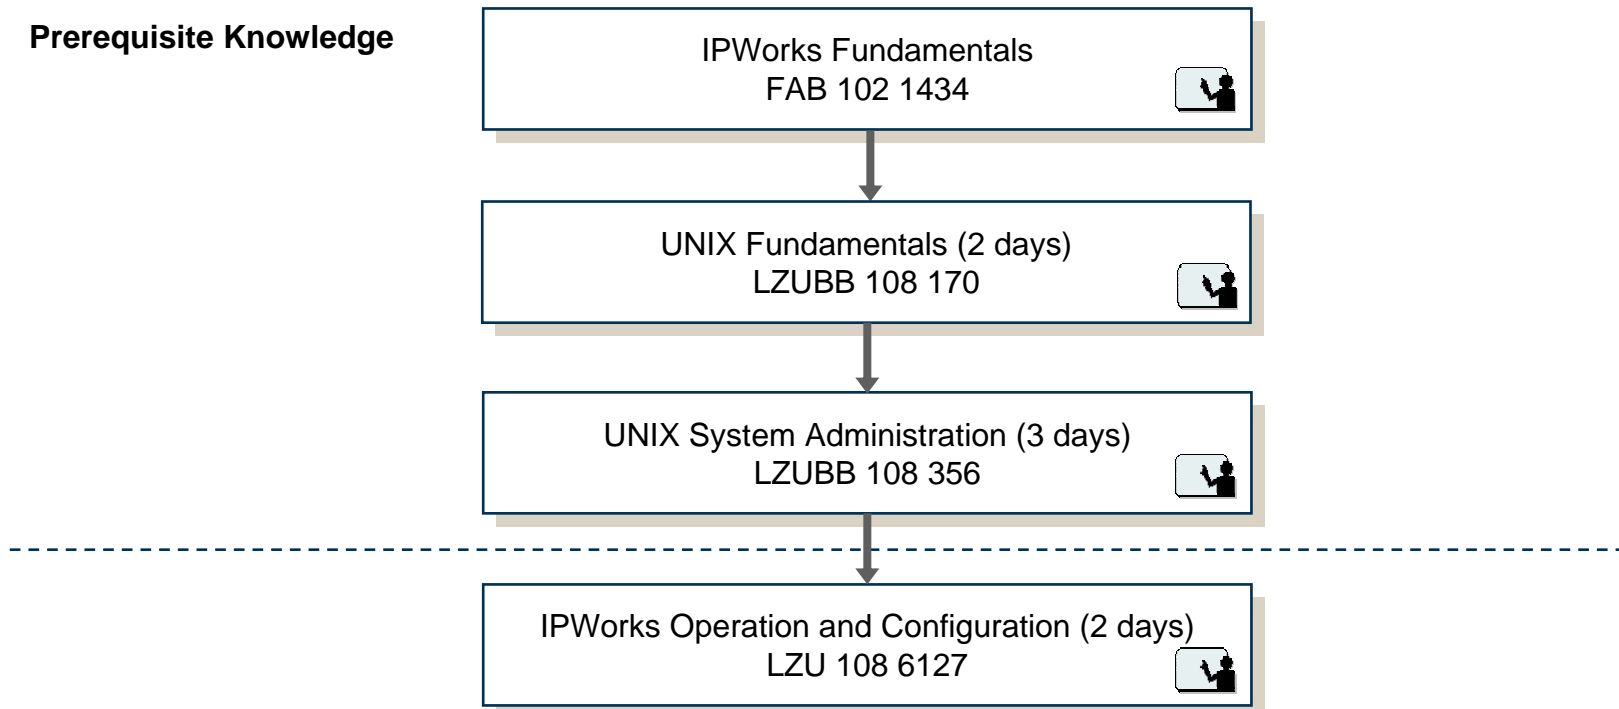 Prerequisite Knowledge
IPWorks Fundamentals
FAB 102 1434
UNIX Fundamentals (2 days)
LZUBB 108 170
UNIX System Administration (3 days)
LZUBB 108 356
IPWorks Operation and Configuration (2 days)
LZU 108 6127